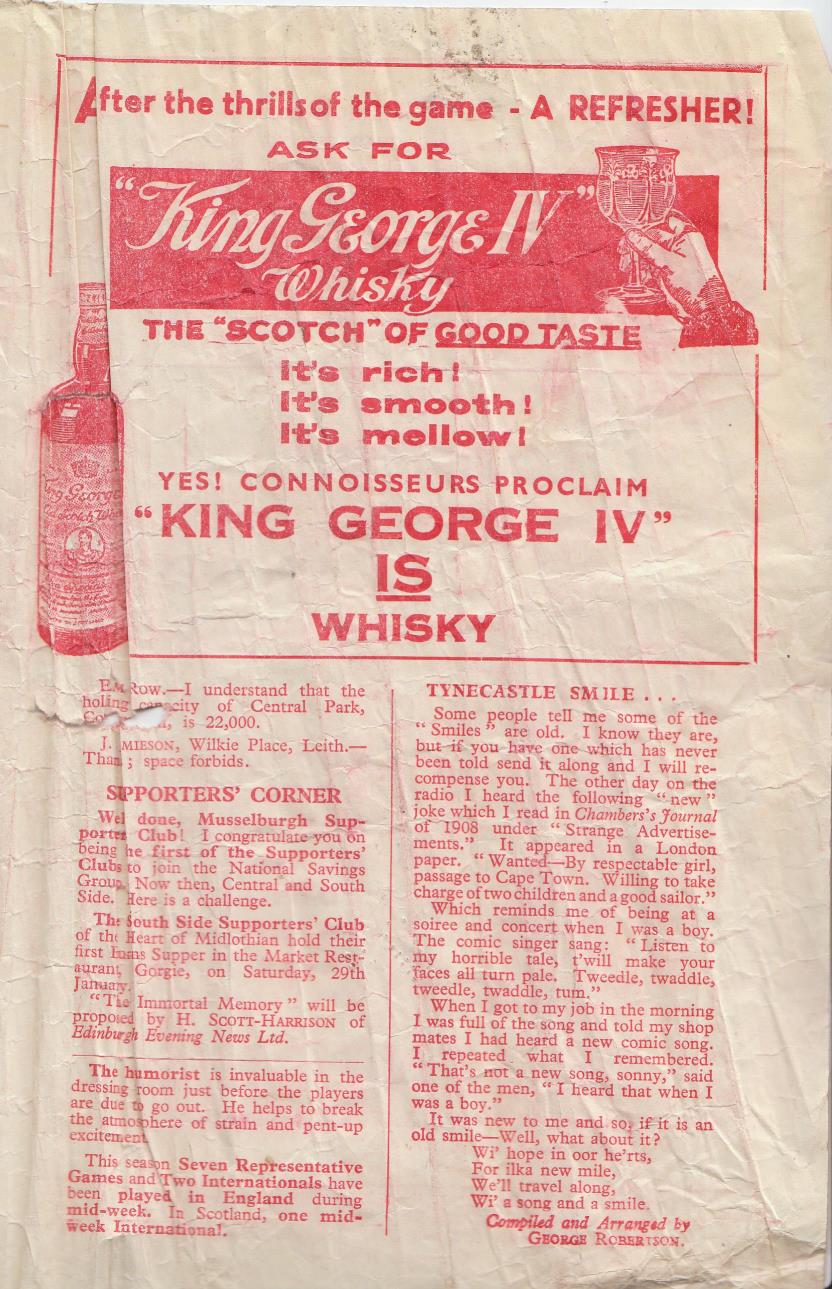 After the thrills of the game - A REFRESHER!
ASK FOR
"King George IV"
Whisky
THE "SCOTCH" OF GOOD TASTE
It's rich!
It's smooth!
It's mellow!
YES! CONNOISSEURS PROCLAIM
"KING GEORGE IV"
IS
WHISKY
King George
Scotch
Row.—I understand that the
holing capacity of Central Park,
is 22,000.
J. MIESON, Wilkie Place, Leith.—
Than ; space forbids.
SUPPORTERS' CORNER
Well done, Musselburgh Sup-
porters Club! I congratulate you on
being the first of the Supporters'
Clubs to join the National Savings
Group. Now then, Central and South
Side. Here is a challenge.
The South Side Supporters' Club
of the Heart of Midlothian hold their
first Burns Supper in the Market Rest-
aurant, Gorgie, on Saturday, 29th
January.
"The Immortal Memory" will be
proposed by H. SCOTT-HARRISON of
Edinburgh Evening News Ltd.
The humorist is invaluable in the
dressing room just before the players
are due to go out. He helps to break
the atmosphere of strain and pent-up
excitement.
This season Seven Representative
Games and Two Internationals have
been played in England during
mid-week. In Scotland, one mid-
week International.
TYNECASTLE SMILE . . .
Some people tell me some of the
"Smiles" are old. I know they are,
but if you have one which has never
been told send it along and I will re-
compense you. The other day on the
radio I heard the following "new"
joke which I read in Chambers's Journal
of 1908 under "Strange Advertise-
ments." It appeared in a London
paper. "Wanted—By respectable girl,
passage to Cape Town. Willing to take
charge of two children and a good sailor."
Which reminds me of being at a
soiree and concert when I was a boy.
The comic singer sang: "Listen to
my horrible tale, t'will make your
faces all turn pale. Tweedle, twaddle,
tweedle, twaddle, tum."
When I got to my job in the morning
I was full of the song and told my shop
mates I had heard a new comic song.
I repeated what I remembered.
"That's not a new song, sonny," said
one of the men, "I heard that when I
was a boy."
It was new to me and so, if it is an
old smile—Well, what about it?
Wi' hope in oor he'rts,
For ilka new mile,
We'll travel along,
Wi' a song and a smile.
Compiled and Arranged by
GEORGE ROBERTSON.